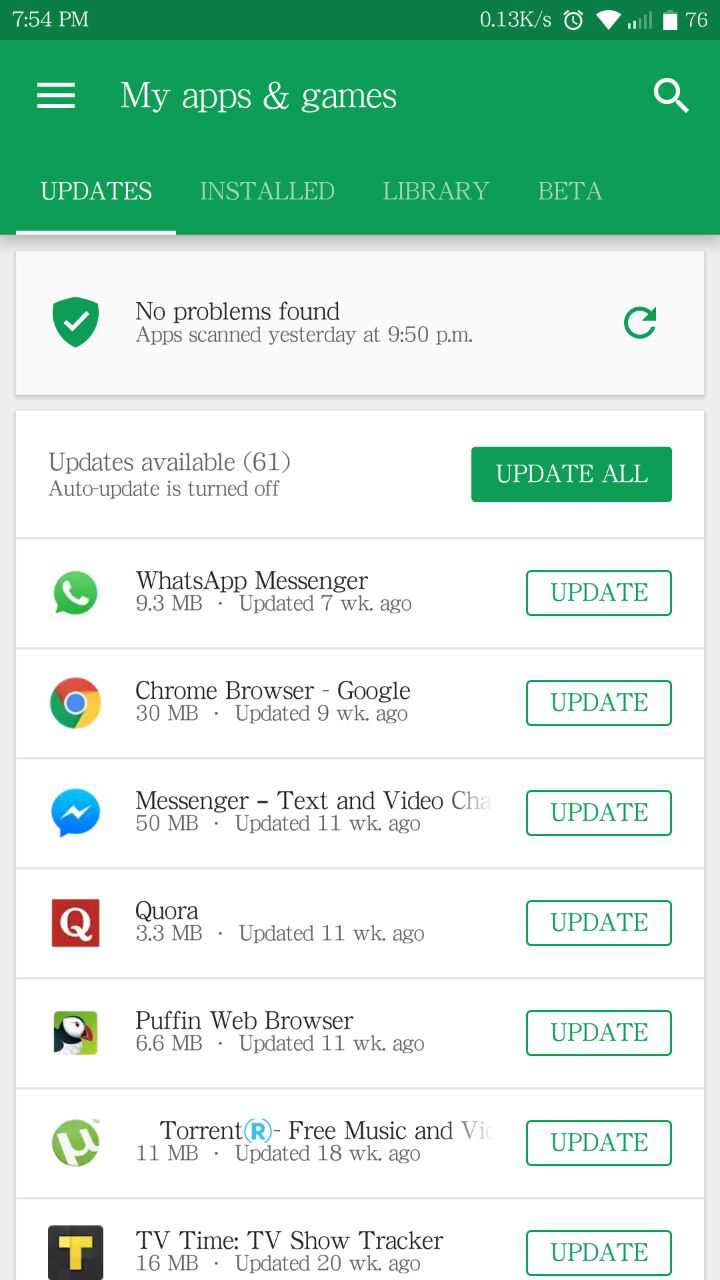 7:54 PM 0.13K/s 76
My apps & games
UPDATES INSTALLED LIBRARY BETA
No problems found
Apps scanned yesterday at 9:50 p.m.
Updates available (61)
Auto-update is turned off
UPDATE ALL
WhatsApp Messenger
9.3 MB · Updated 7 wk. ago
UPDATE
Chrome Browser - Google
30 MB · Updated 9 wk. ago
UPDATE
Messenger – Text and Video Cha
50 MB · Updated 11 wk. ago
UPDATE
Quora
3.3 MB · Updated 11 wk. ago
UPDATE
Puffin Web Browser
6.6 MB · Updated 11 wk. ago
UPDATE
Torrent®- Free Music and Vid
11 MB · Updated 18 wk. ago
UPDATE
TV Time: TV Show Tracker
16 MB · Updated 20 wk. ago
UPDATE